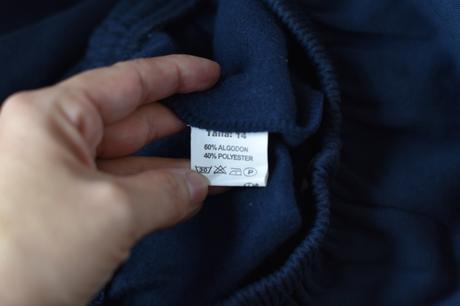 Talla: 14
60% ALGODON
40% POLYESTER
P